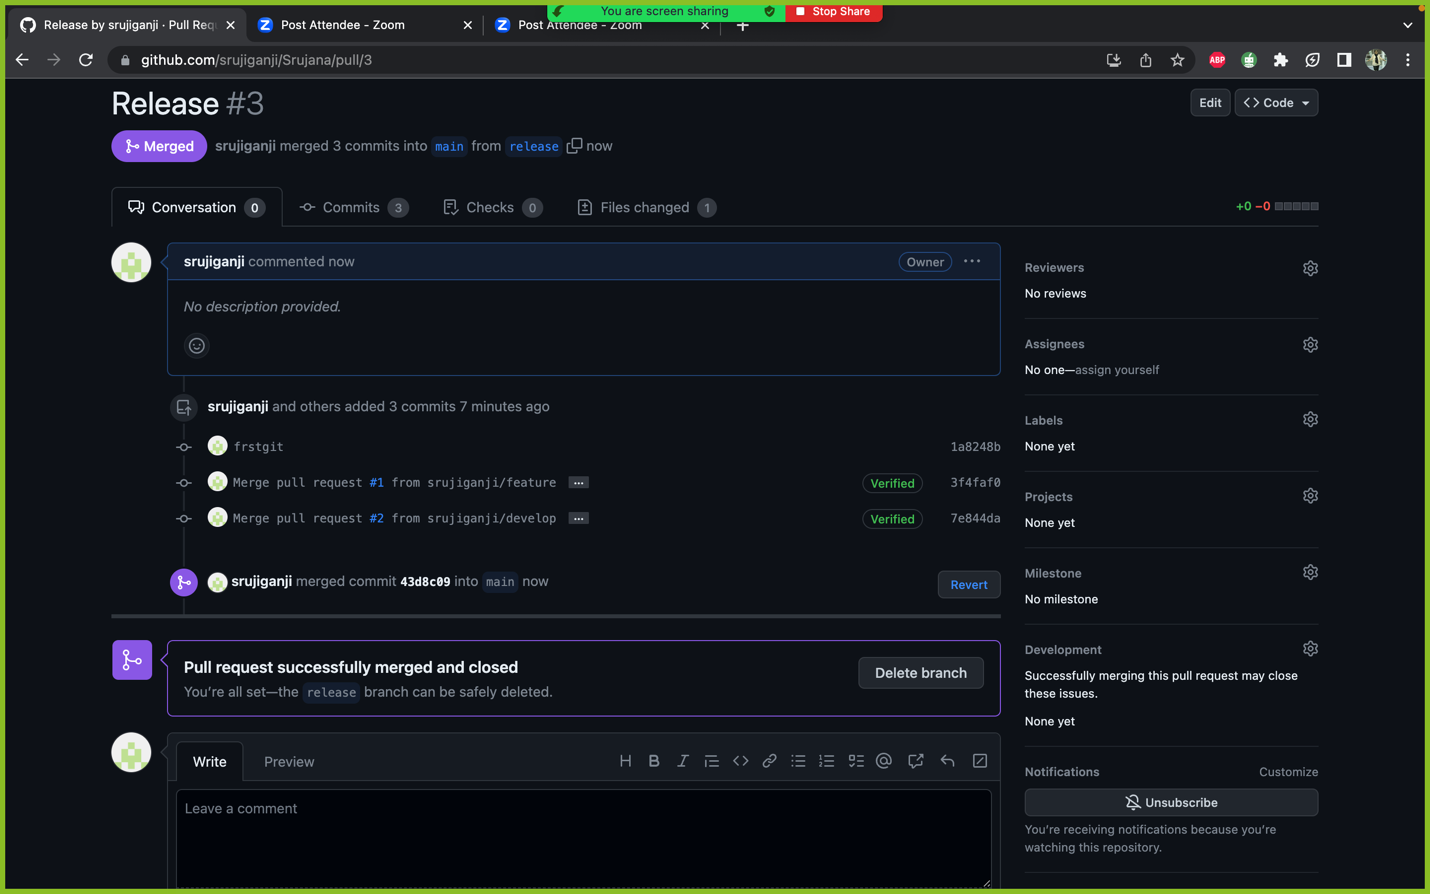 You are screen sharing
Stop Share
Release by srujiganji · Pull Requ
Post Attendee - Zoom
Post Attendee - Zoom
github.com/srujiganji/Srujana/pull/3
ABP
Release #3
Edit
Code
Merged
srujiganji merged 3 commits into main from release now
Conversation 0
Commits 3
Checks 0
Files changed 1
+0 −0
srujiganji commented now
Owner
No description provided.
srujiganji and others added 3 commits 7 minutes ago
frstgit 1a8248b
Merge pull request #1 from srujiganji/feature ... Verified 3f4faf0
Merge pull request #2 from srujiganji/develop ... Verified 7e844da
srujiganji merged commit 43d8c09 into main now
Revert
Pull request successfully merged and closed
You're all set—the release branch can be safely deleted.
Delete branch
Write
Preview
Leave a comment
Reviewers
No reviews
Assignees
No one—assign yourself
Labels
None yet
Projects
None yet
Milestone
No milestone
Development
Successfully merging this pull request may close
these issues.
None yet
Notifications
Customize
Unsubscribe
You're receiving notifications because you're
watching this repository.